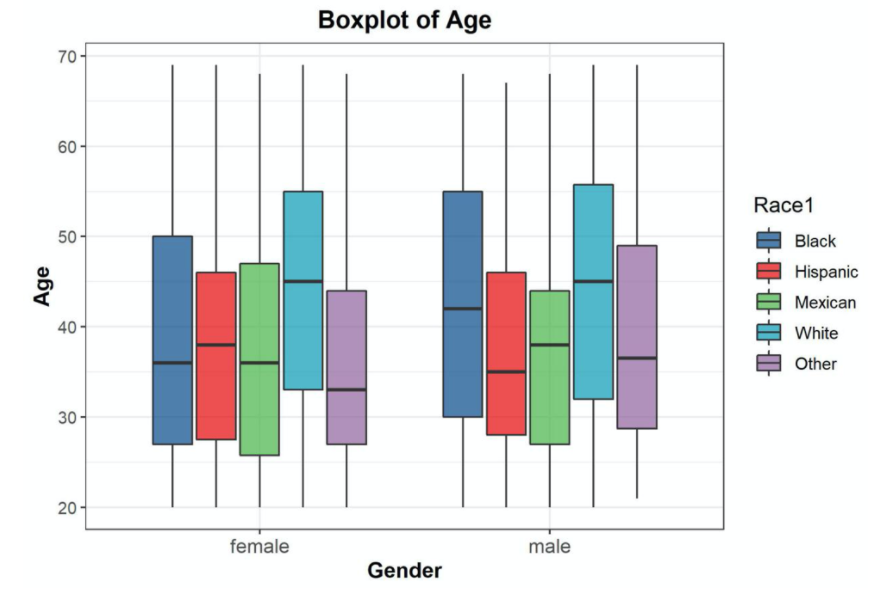 Boxplot of Age
Age
70
60
50
40
30
20
female
male
Gender
Race1
Black
Hispanic
Mexican
White
Other